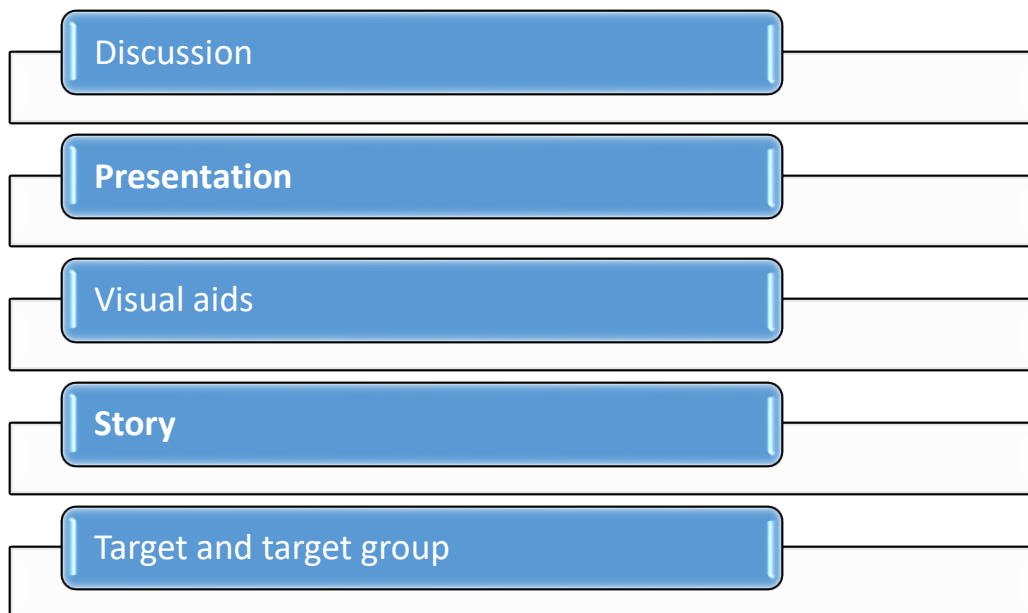 Discussion
Presentation
Visual aids
Story
Target and target group